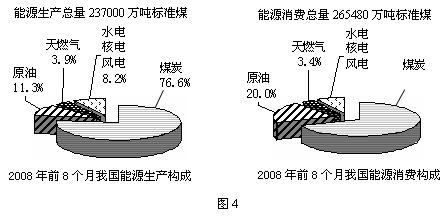 能源生产总量 237000 万吨标准煤
水电
核电
风电
8.2%
天燃气
3.9%
原油
11.3%
煤炭
76.6%
2008 年前 8 个月我国能源生产构成
能源消费总量 265480 万吨标准煤
水电
核电
风电
天燃气
3.4%
原油
20.0%
煤炭
2008 年前 8 个月我国能源消费构成
图 4